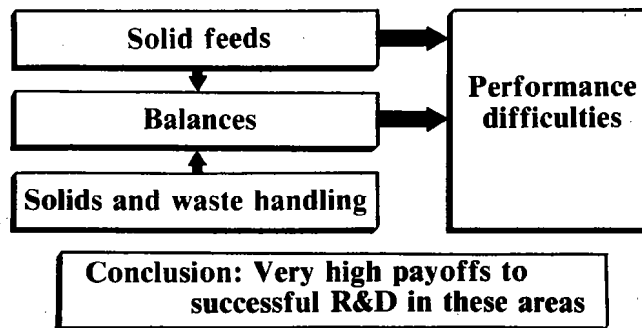 Solid feeds
Balances
Solids and waste handling
Performance
difficulties
Conclusion: Very high payoffs to
successful R&D in these areas